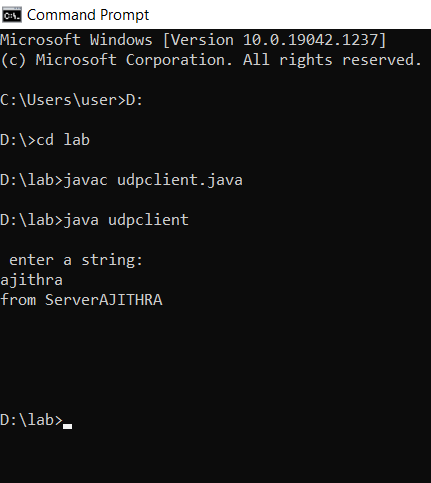 C:\. Command Prompt
Microsoft Windows [Version 10.0.19042.1237]
(c) Microsoft Corporation. All rights reserved.
C:\Users\user>D:
D:\>cd lab
D:\lab>javac udpclient.java
D:\lab>java udpclient
enter a string:
ajithra
from ServerAJITHRA
D:\lab>